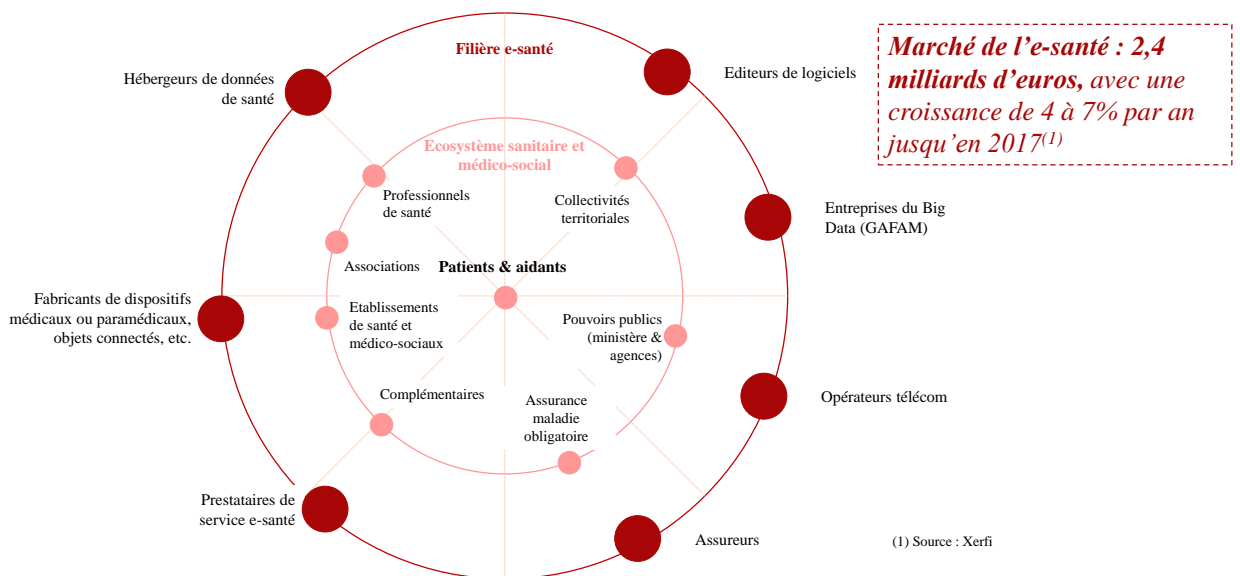 Filière e-santé
Marché de l’e-santé : 2,4
milliards d’euros, avec une
croissance de 4 à 7% par an
jusqu’en 2017(1)
Hébergeurs de données
de santé
Editeurs de logiciels
Ecosystème sanitaire et
médico-social
Professionnels
de santé
Collectivités
territoriales
Entreprises du Big
Data (GAFAM)
Associations
Patients & aidants
Fabricants de dispositifs
médicaux ou paramédicaux,
objets connectés, etc.
Etablissements
de santé et
médico-sociaux
Pouvoirs publics
(ministère &
agences)
Complémentaires
Assurance
maladie
obligatoire
Opérateurs télécom
Prestataires de
service e-santé
Assureurs
(1) Source : Xerfi